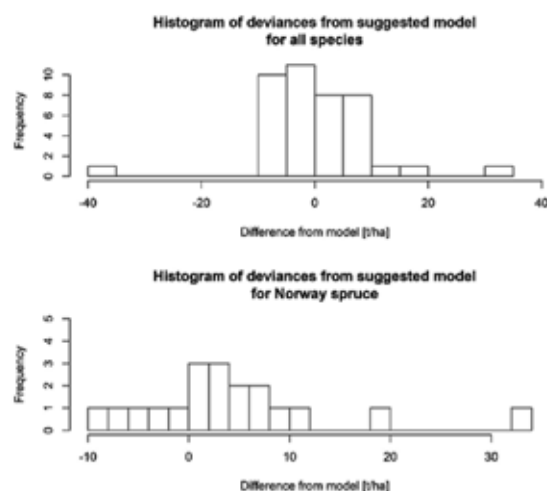 Histogram of deviances from suggested model
for all species
Frequency
10
8
6
4
2
0
-40 -20 0 20 40
Difference from model [t/ha]
Histogram of deviances from suggested model
for Norway spruce
Frequency
5
4
3
2
1
0
-10 0 10 20 30
Difference from model [t/ha]